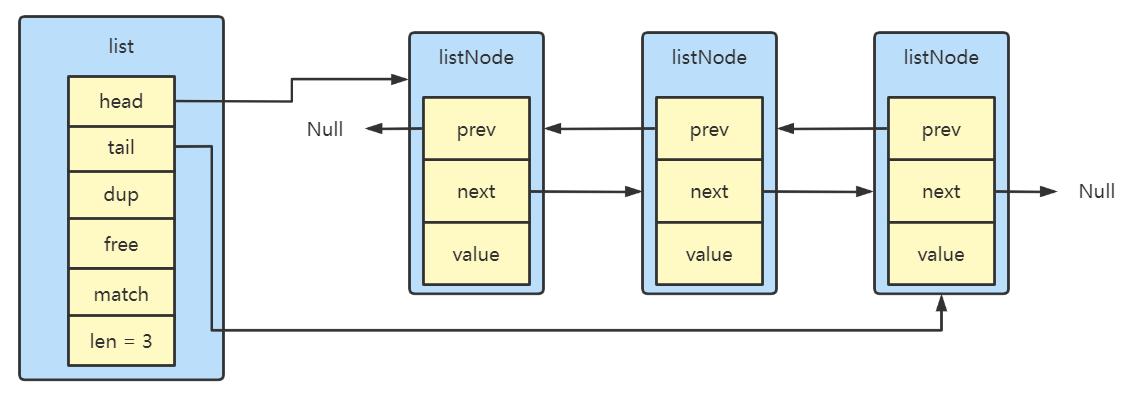 list
head
tail
dup
free
match
len = 3
Null
listNode
prev
next
value
listNode
prev
next
value
listNode
prev
next
value
Null